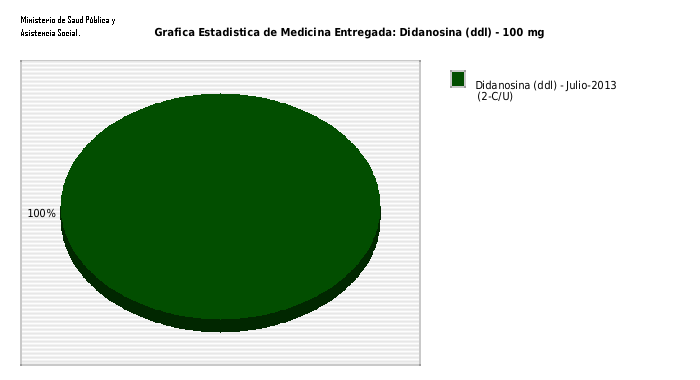 Ministerio de Saud Pública y
Asistencia Social.
Grafica Estadistica de Medicina Entregada: Didanosina (ddl) - 100 mg
Didanosina (ddl) - Julio-2013
(2-C/U)
100%